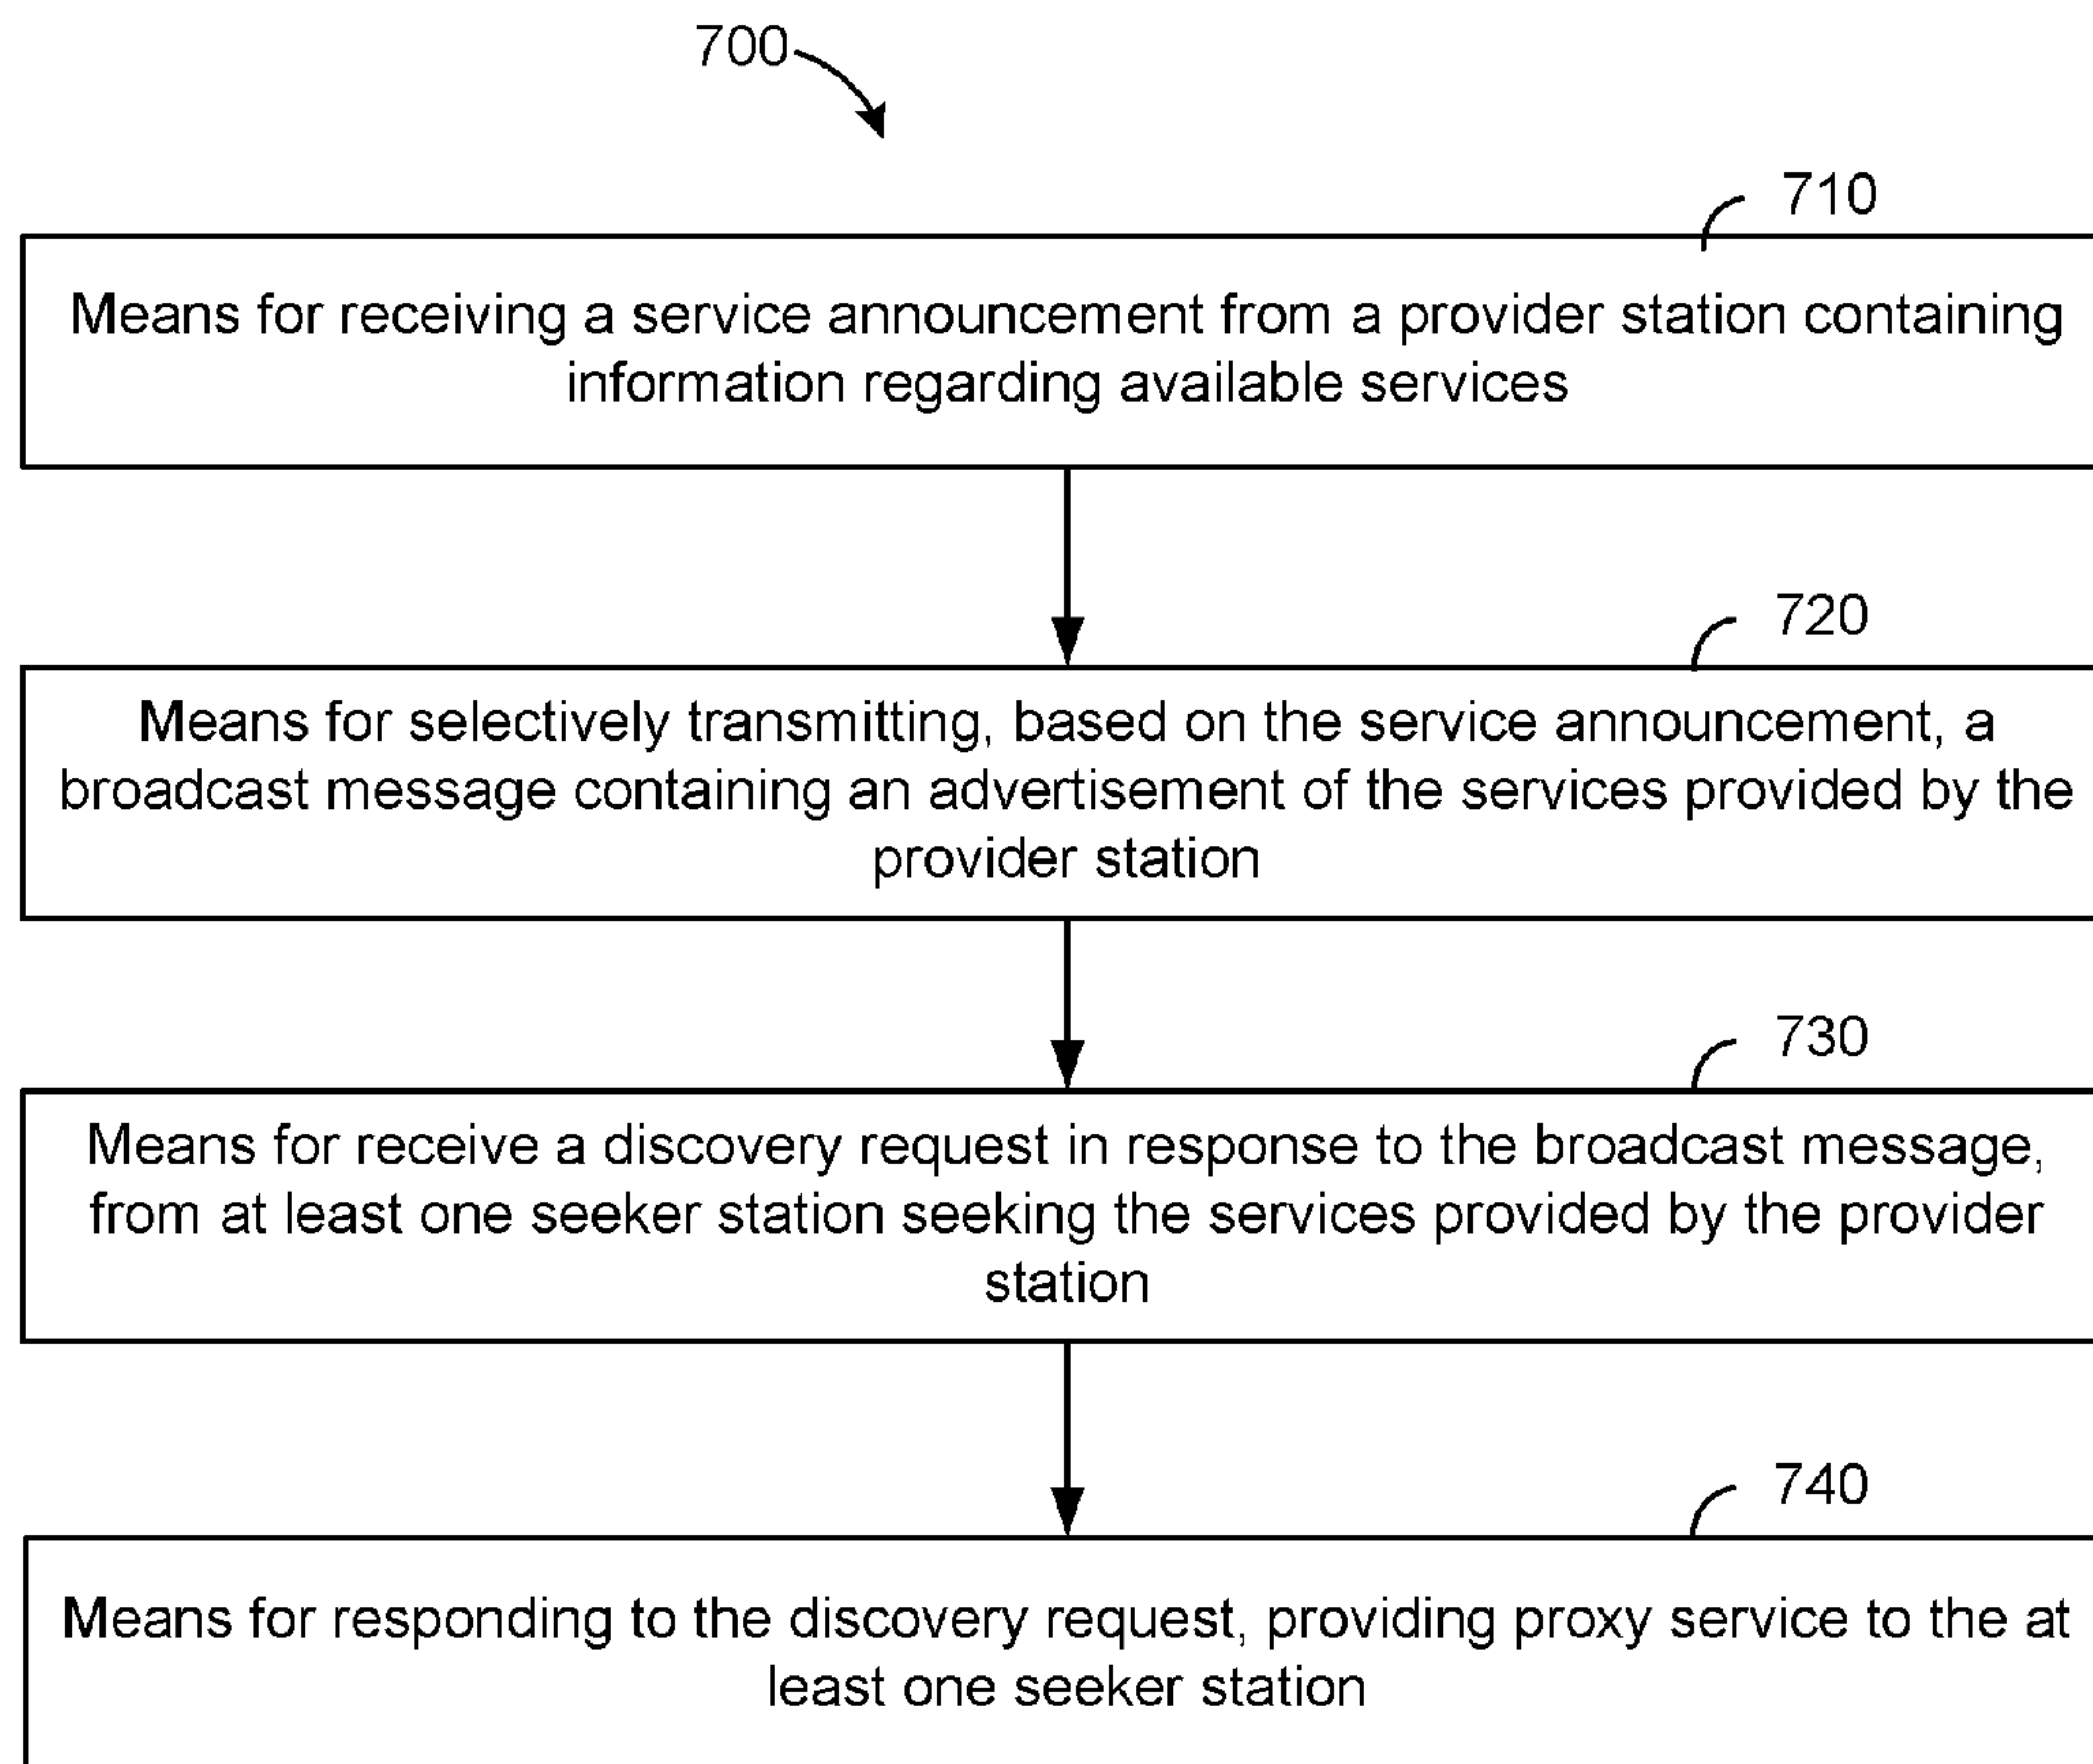 700
710
Means for receiving a service announcement from a provider station containing
information regarding available services
720
Means for selectively transmitting, based on the service announcement, a
broadcast message containing an advertisement of the services provided by the
provider station
730
Means for receive a discovery request in response to the broadcast message,
from at least one seeker station seeking the services provided by the provider
station
740
Means for responding to the discovery request, providing proxy service to the at
least one seeker station